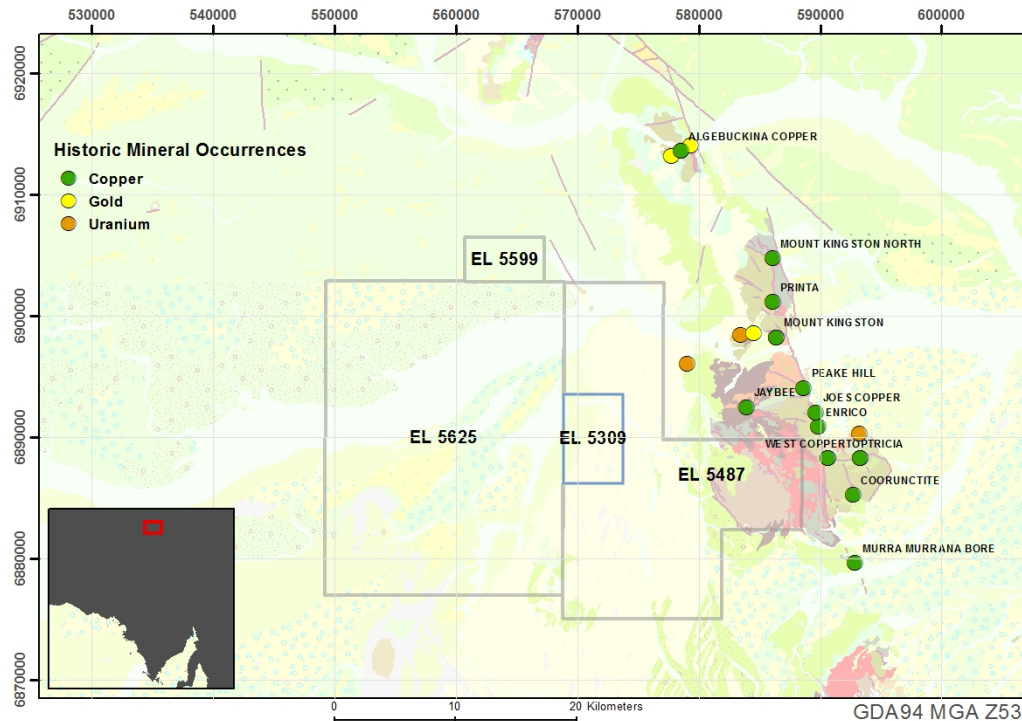 530000 540000 550000 560000 570000 580000 590000 600000
6920000
6910000
6900000
6890000
6880000
6870000
Historic Mineral Occurrences
Copper
Gold
Uranium
ALGEBUCKINA COPPER
MOUNT KINGSTON NORTH
EL 5599
PRINTA
MOUNT KINGSTON
PEAKE HILL
JAYBEE
JOES COPPER
ENRICO
EL 5625
EL 5309
WEST COPPERTOP
TRICIA
EL 5487
COORUNCTITE
MURRA MURRANA BORE
0 10 20 Kilometers
GDA94 MGA Z53